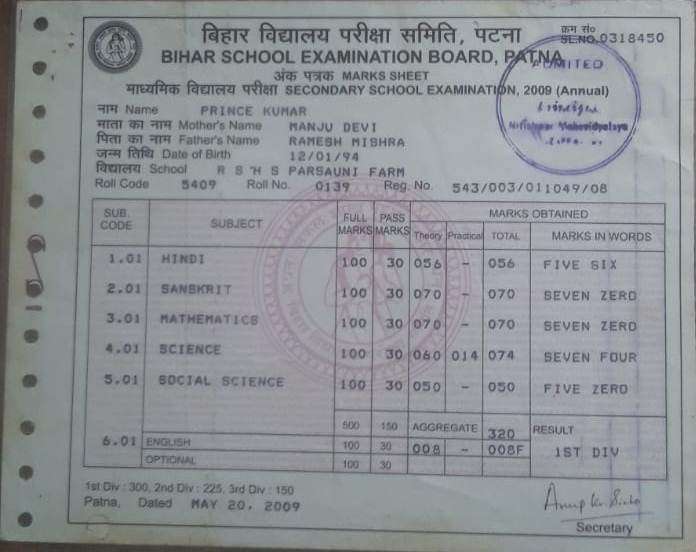 बिहार विद्यालय परीक्षा समिति, पटना
क्रम सं०
SL.NO.0318450
BIHAR SCHOOL EXAMINATION BOARD, PATNA
अंक पत्रक MARKS SHEET
माध्यमिक विद्यालय परीक्षा SECONDARY SCHOOL EXAMINATION, 2009 (Annual)
ADMITED
Mahavidyalaya
नाम Name PRINCE KUMAR
माता का नाम Mother's Name MANJU DEVI
पिता का नाम Father's Name RAMESH MISHRA
जन्म तिथि Date of Birth 12/01/94
विद्यालय School R S H S PARSAUNI FARM
Roll Code 5409 Roll No. 0139 Reg. No. 543/003/011049/08
SUB. CODE SUBJECT FULL MARKS PASS MARKS MARKS OBTAINED
Theory Practical TOTAL MARKS IN WORDS
1.01 HINDI 100 30 056 - 056 FIVE SIX
2.01 SANSKRIT 100 30 070 - 070 SEVEN ZERO
3.01 MATHEMATICS 100 30 070 - 070 SEVEN ZERO
4.01 SCIENCE 100 30 060 014 074 SEVEN FOUR
5.01 SOCIAL SCIENCE 100 30 050 - 050 FIVE ZERO
500 150 AGGREGATE 320 RESULT
6.01 ENGLISH 100 30 008 - 008F 1ST DIV
OPTIONAL 100 30
1st Div : 300, 2nd Div : 225, 3rd Div : 150
Patna, Dated MAY 20, 2009
Secretary